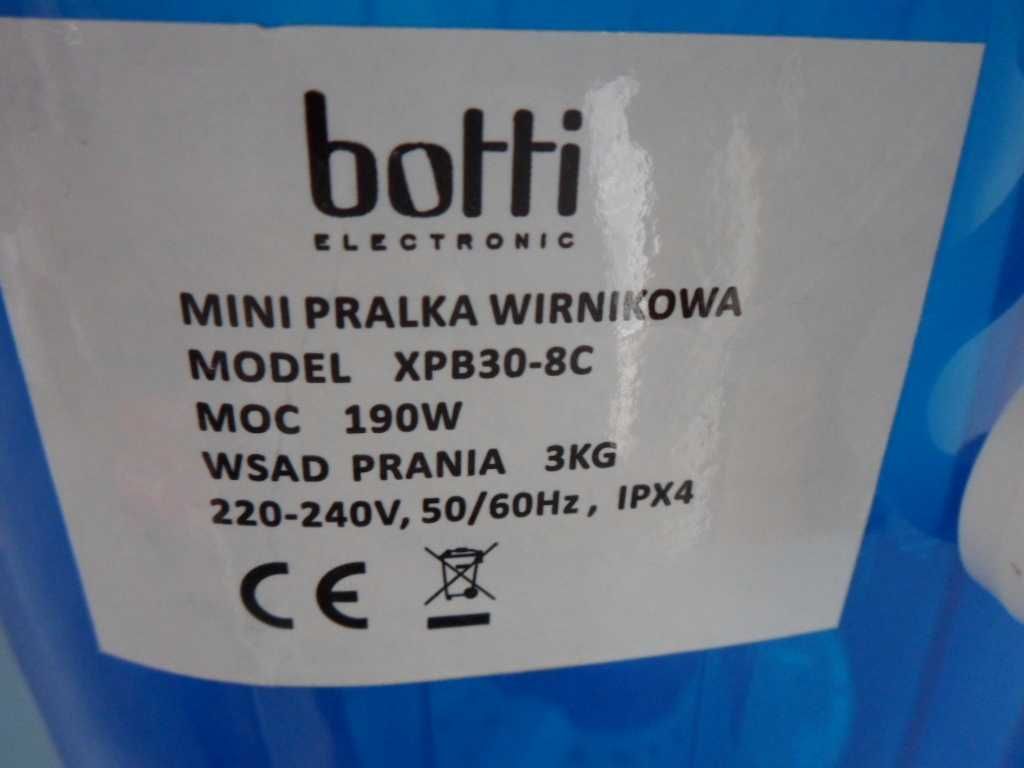 botti
ELECTRONIC
MINI PRALKA WIRNIKOWA
MODEL XPB30-8C
MOC 190W
WSAD PRANIA 3KG
220-240V, 50/60Hz, IPX4
CE